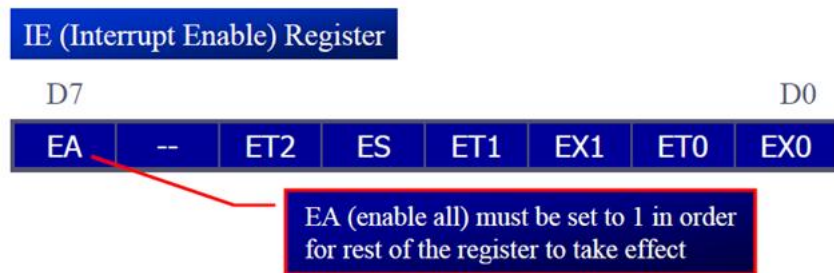 IE (Interrupt Enable) Register
D7 D0
EA -- ET2 ES ET1 EX1 ET0 EX0
EA (enable all) must be set to 1 in order
for rest of the register to take effect